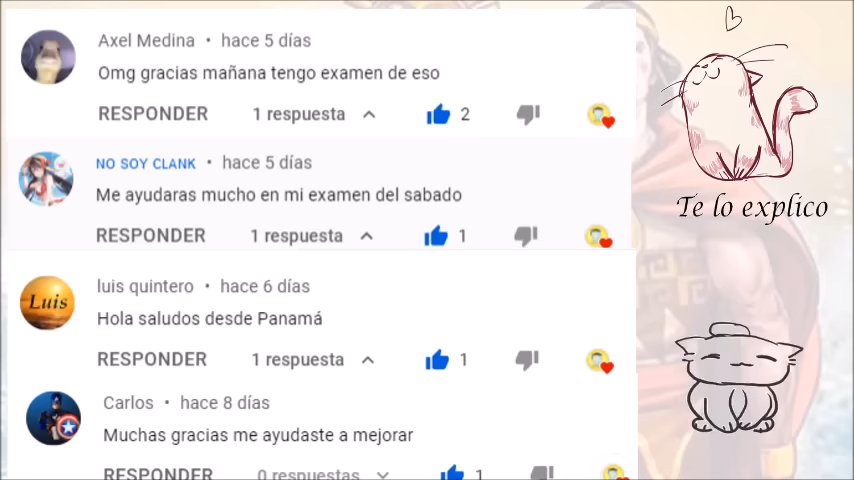 Axel Medina • hace 5 días
Omg gracias mañana tengo examen de eso
RESPONDER 1 respuesta 2
NO SOY CLANK • hace 5 días
Me ayudaras mucho en mi examen del sabado
RESPONDER 1 respuesta 1
Te lo explico
luis quintero • hace 6 días
Luis
Hola saludos desde Panamá
RESPONDER 1 respuesta 1
Carlos • hace 8 días
Muchas gracias me ayudaste a mejorar
RESPONDER 0 respuestas 1